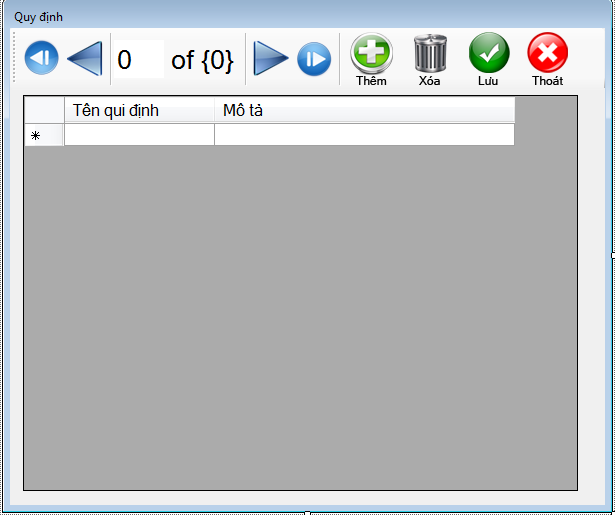 Quy định
0 of {0}
Thêm Xóa Lưu Thoát
Tên qui định Mô tả